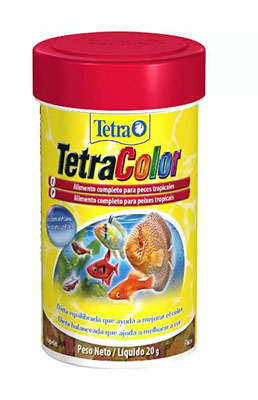 Tetra
TetraColor
Alimento completo para peces tropicales
Alimento completo para peixes tropicais
Dieta equilibrada que ayuda a mejorar el color
Dieta balanceada que ajuda a melhorar a cor
Peso Neto / Líquido 20 g